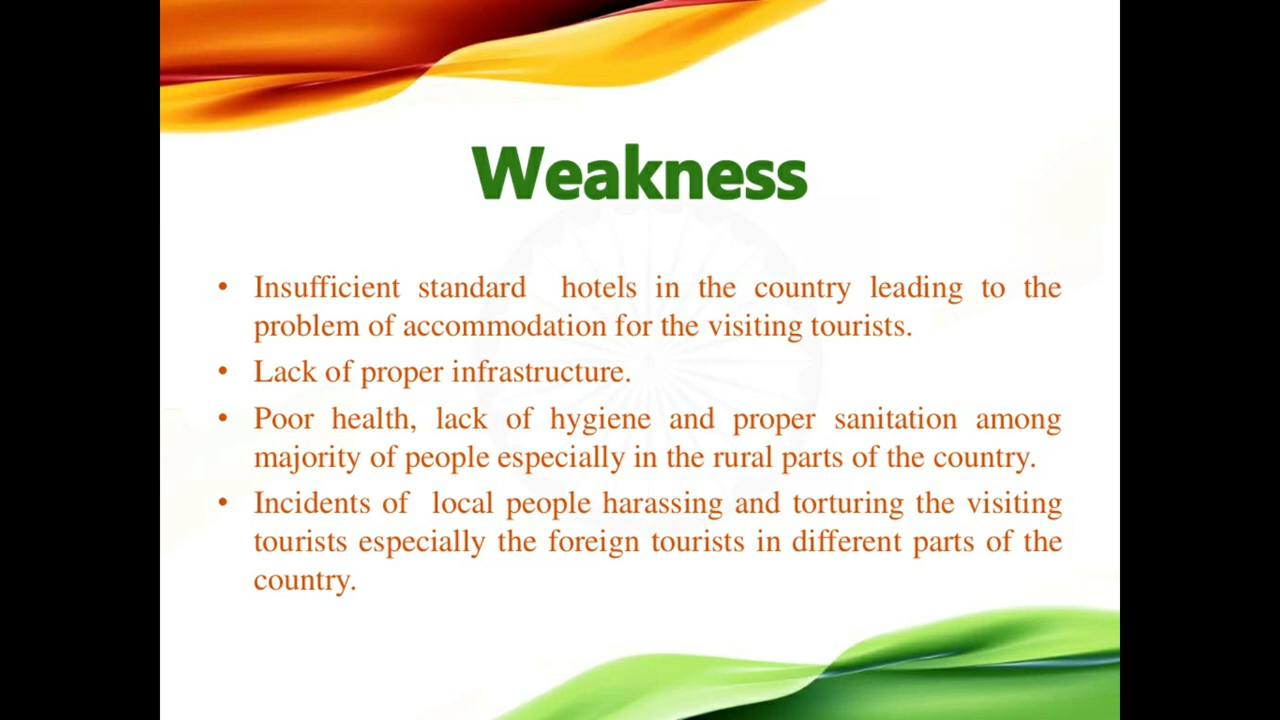 Weakness
• Insufficient standard hotels in the country leading to the
problem of accommodation for the visiting tourists.
• Lack of proper infrastructure.
• Poor health, lack of hygiene and proper sanitation among
majority of people especially in the rural parts of the country.
• Incidents of local people harassing and torturing the visiting
tourists especially the foreign tourists in different parts of the
country.